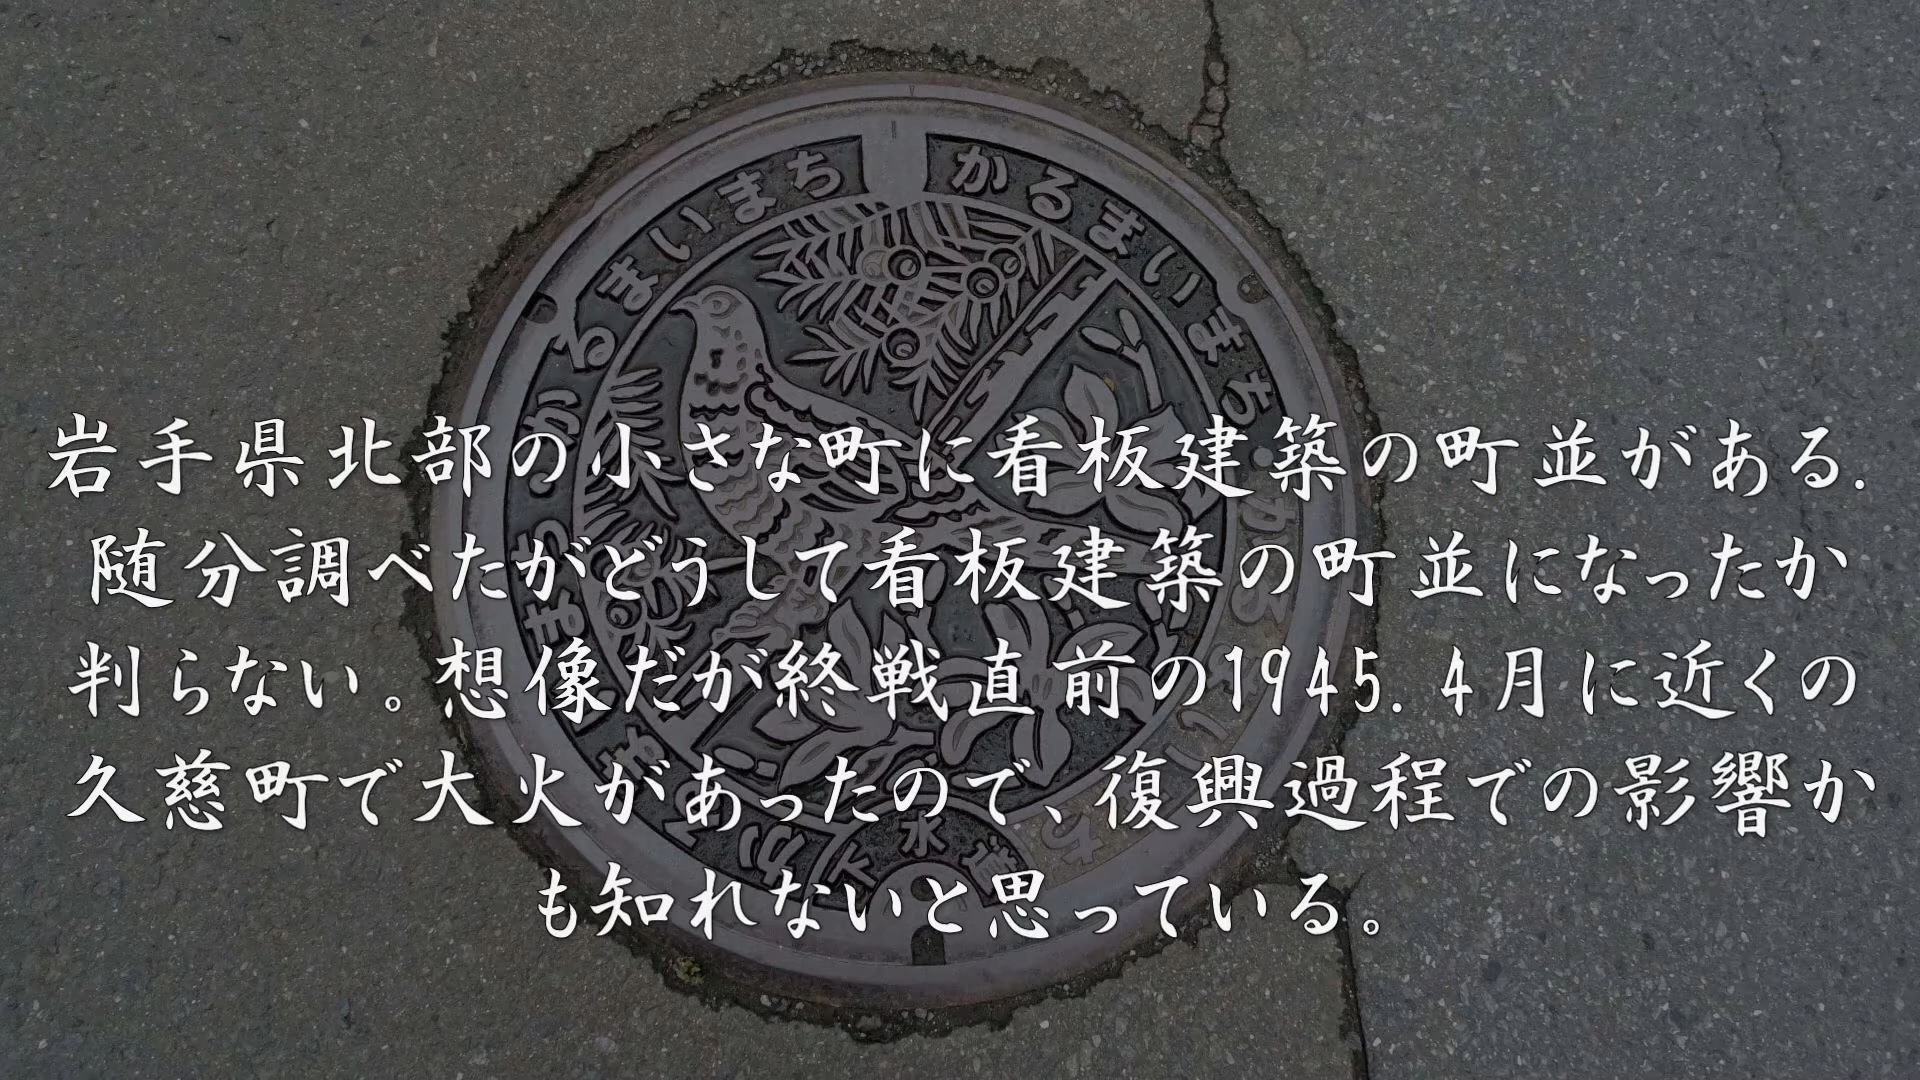 かるまいまち
かるまいまち
岩手県北部の小さな町に看板建築の町並がある.
随分調べたがどうして看板建築の町並になったか
判らない。想像だが終戦直前の1945.4月に近くの
久慈町で大火があったので、復興過程での影響か
も知れないと思っている。
下水道